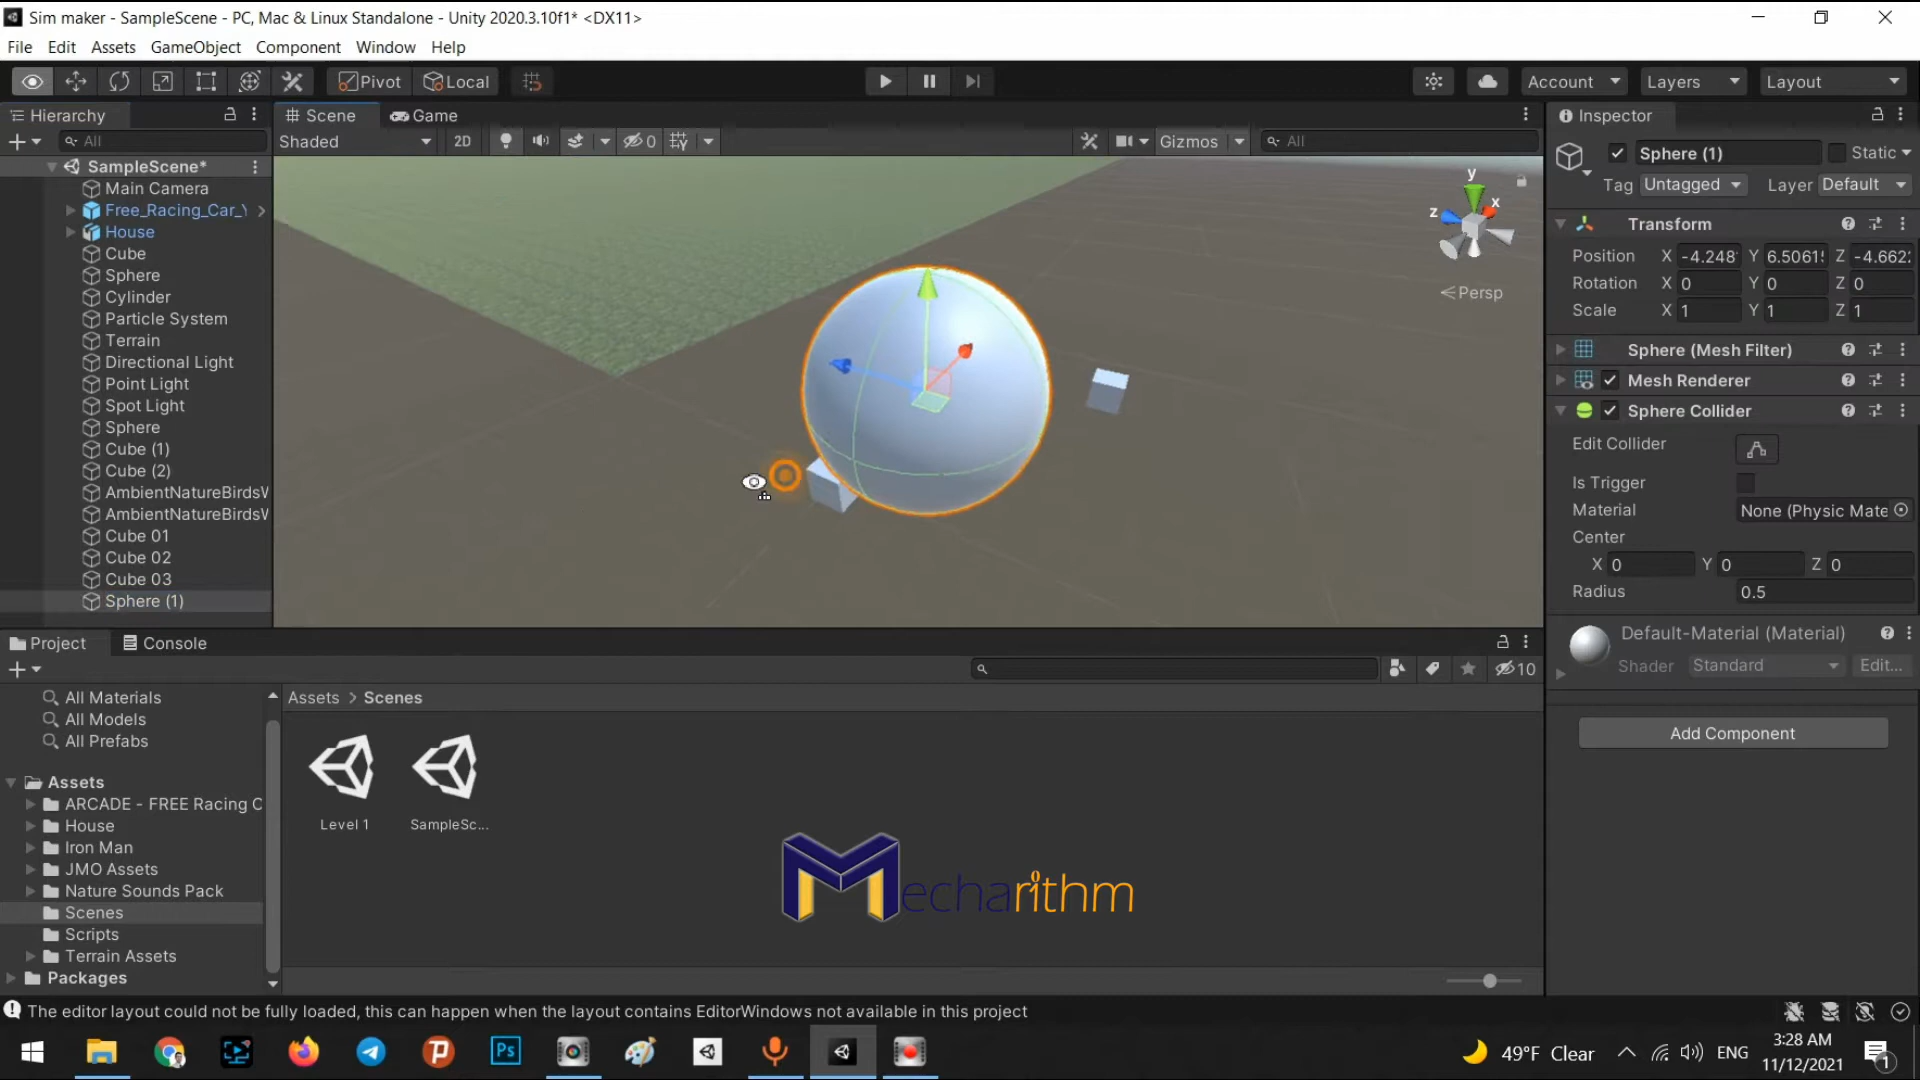 Sim maker - SampleScene - PC, Mac & Linux Standalone - Unity 2020.3.10f1* <DX11>
File Edit Assets GameObject Component Window Help
Pivot Local Account Layers Layout
Hierarchy
All
SampleScene*
Main Camera
Free_Racing_Car_Y
House
Cube
Sphere
Cylinder
Particle System
Terrain
Directional Light
Point Light
Spot Light
Sphere
Cube (1)
Cube (2)
AmbientNatureBirdsW
AmbientNatureBirdsW
Cube 01
Cube 02
Cube 03
Sphere (1)
Scene Game
Shaded 2D 0 Gizmos All
y
x
z
Persp
Inspector
Sphere (1) Static
Tag Untagged Layer Default
Transform
Position X -4.248 Y 6.5061 Z -4.662
Rotation X 0 Y 0 Z 0
Scale X 1 Y 1 Z 1
Sphere (Mesh Filter)
Mesh Renderer
Sphere Collider
Edit Collider
Is Trigger
Material None (Physic Mate
Center
X 0 Y 0 Z 0
Radius 0.5
Default-Material (Material)
Shader Standard Edit...
Add Component
Project Console
10
All Materials
All Models
All Prefabs
Assets
ARCADE - FREE Racing C
House
Iron Man
JMO Assets
Nature Sounds Pack
Scenes
Scripts
Terrain Assets
Packages
Assets > Scenes
Level 1 SampleSc...
Mecharithm
The editor layout could not be fully loaded, this can happen when the layout contains EditorWindows not available in this project
Ps
49°F Clear ENG
3:28 AM
11/12/2021
1